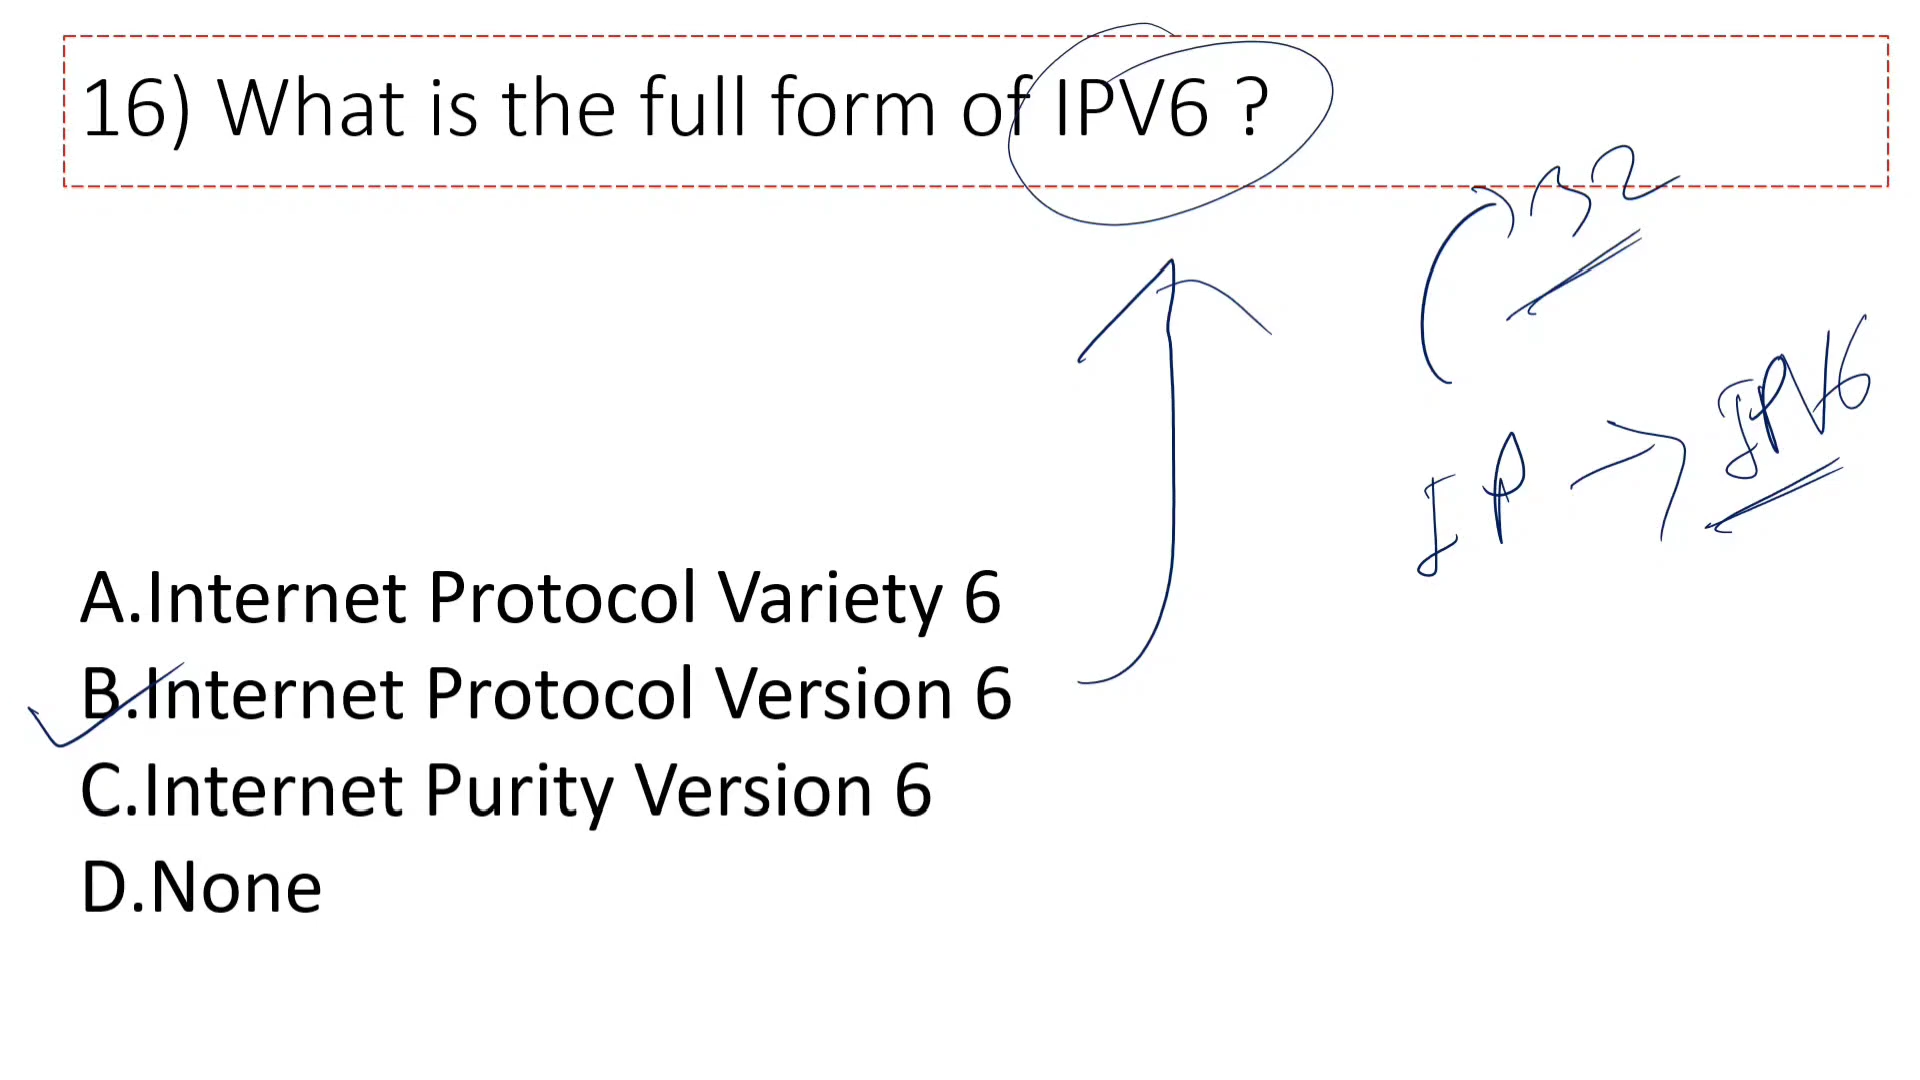 16) What is the full form of IPV6 ?
32
IP → IPV6
A.Internet Protocol Variety 6
B.Internet Protocol Version 6
C.Internet Purity Version 6
D.None